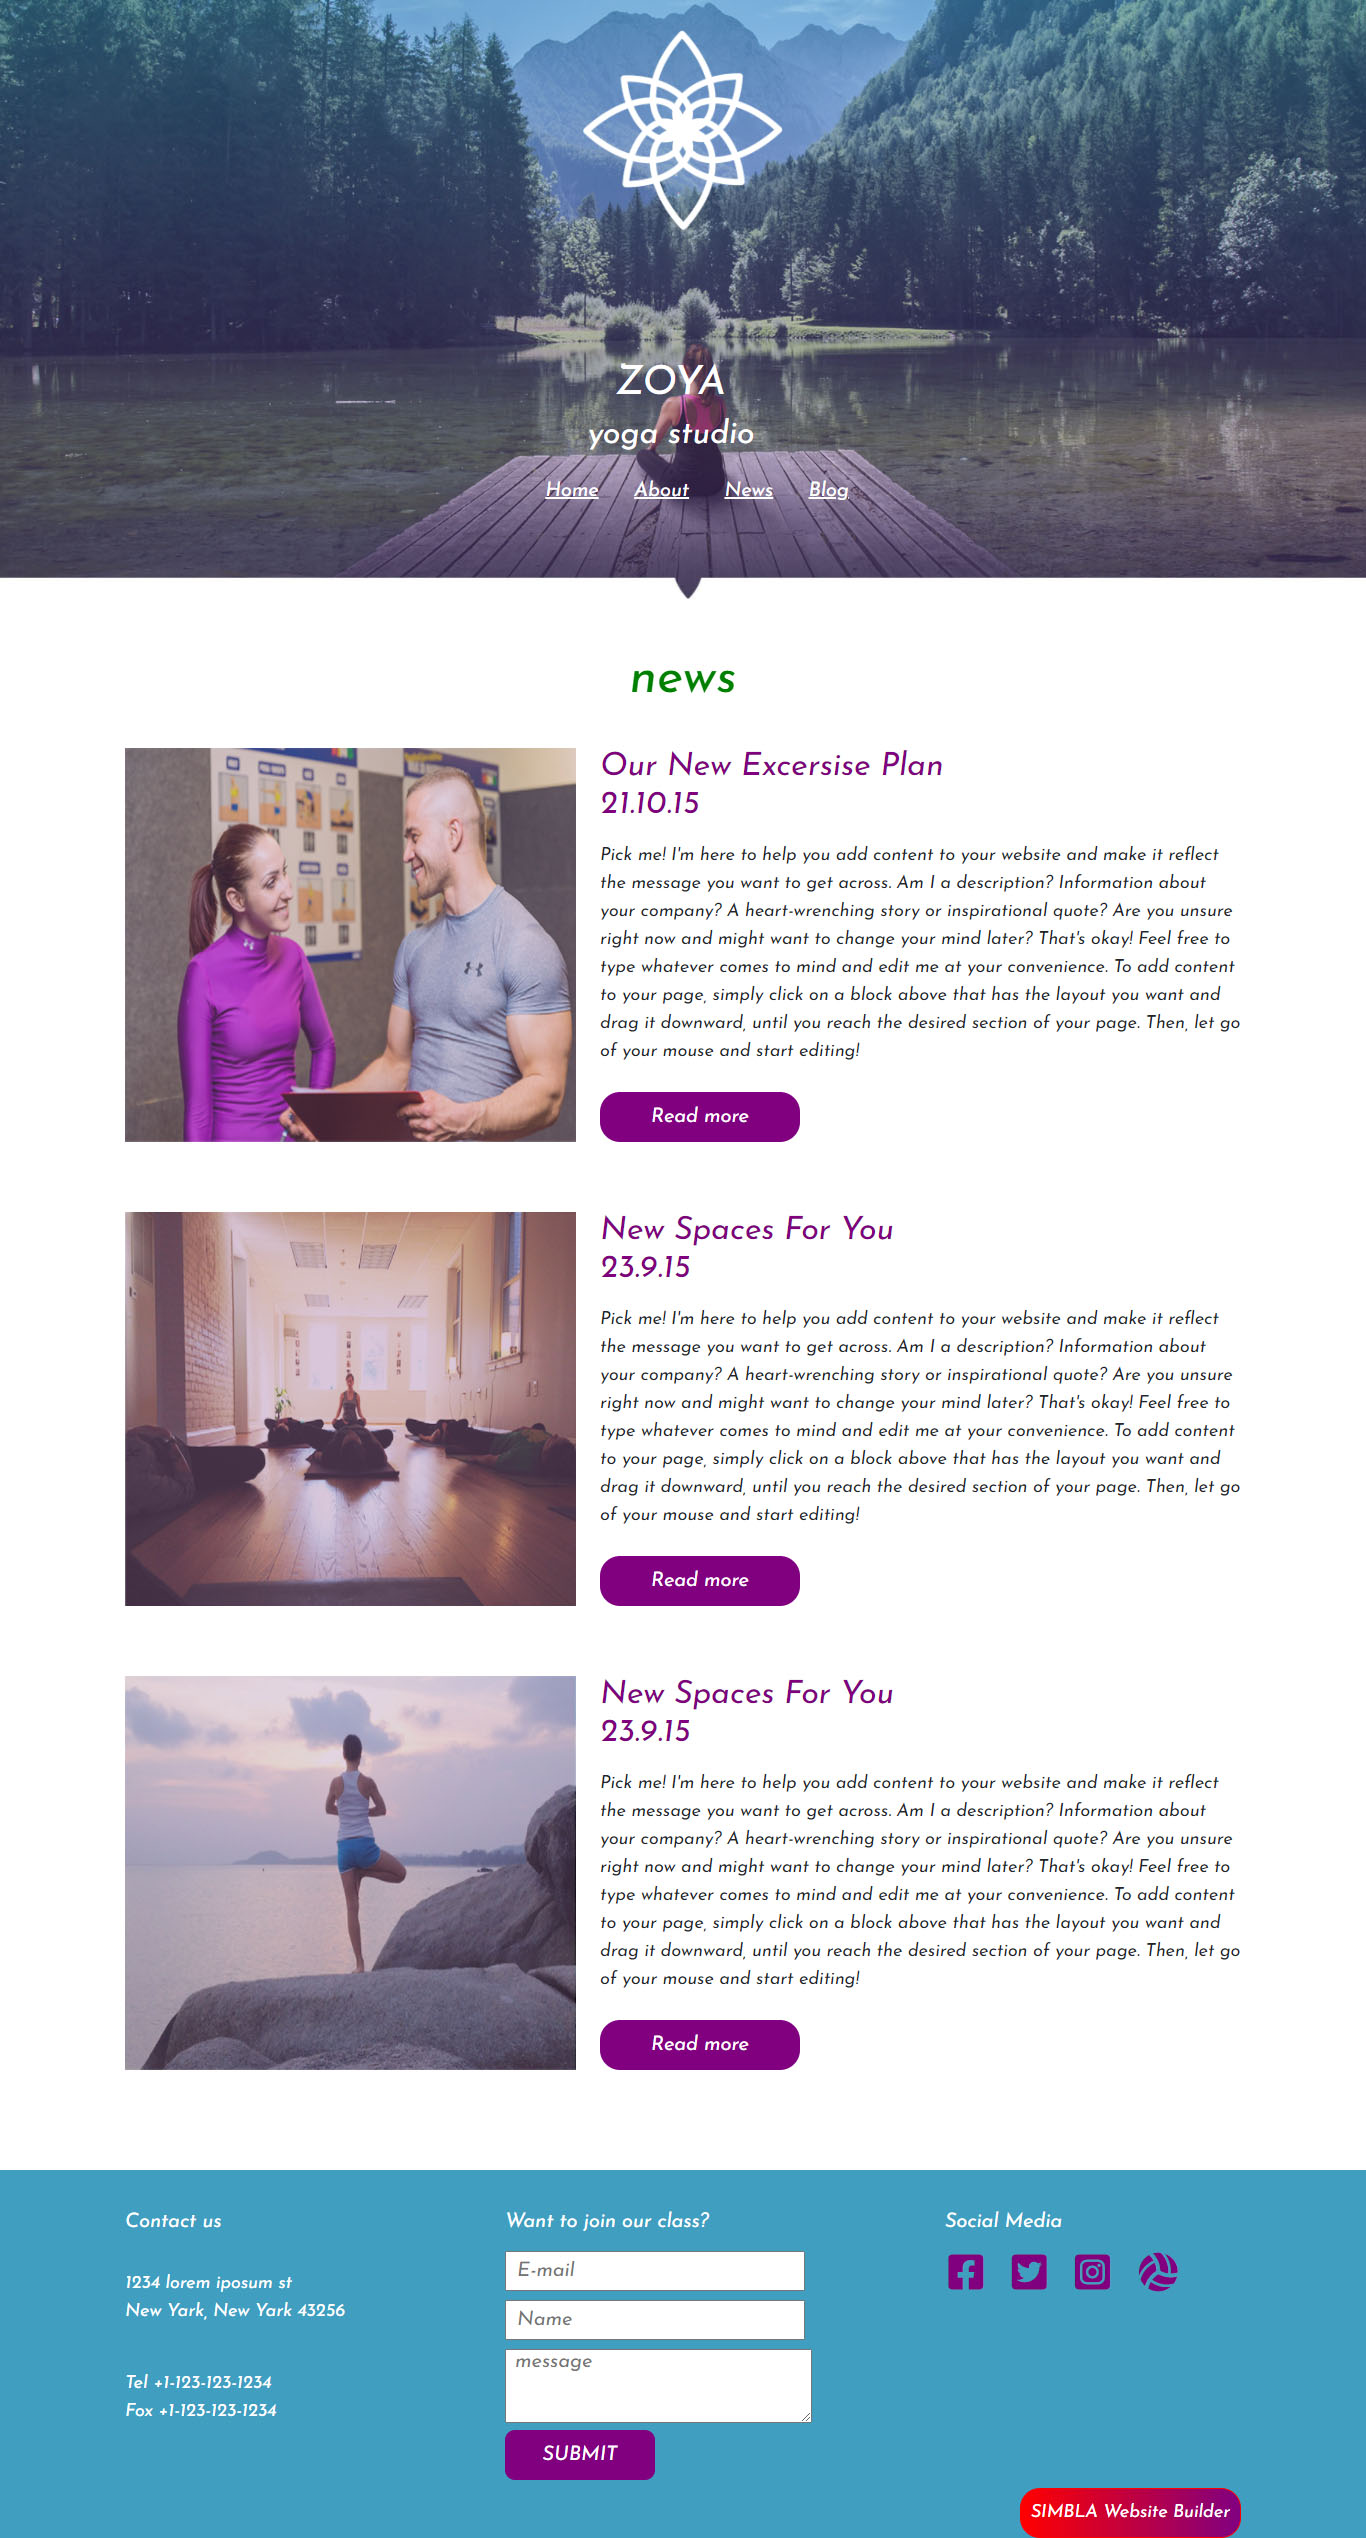 ZOYA
yoga studio
Home About News Blog
news
Our New Excersise Plan
21.10.15
Pick me! I'm here to help you add content to your website and make it reflect
the message you want to get across. Am I a description? Information about
your company? A heart-wrenching story or inspirational quote? Are you unsure
right now and might want to change your mind later? That's okay! Feel free to
type whatever comes to mind and edit me at your convenience. To add content
to your page, simply click on a block above that has the layout you want and
drag it downward, until you reach the desired section of your page. Then, let go
of your mouse and start editing!
Read more
New Spaces For You
23.9.15
Pick me! I'm here to help you add content to your website and make it reflect
the message you want to get across. Am I a description? Information about
your company? A heart-wrenching story or inspirational quote? Are you unsure
right now and might want to change your mind later? That's okay! Feel free to
type whatever comes to mind and edit me at your convenience. To add content
to your page, simply click on a block above that has the layout you want and
drag it downward, until you reach the desired section of your page. Then, let go
of your mouse and start editing!
Read more
New Spaces For You
23.9.15
Pick me! I'm here to help you add content to your website and make it reflect
the message you want to get across. Am I a description? Information about
your company? A heart-wrenching story or inspirational quote? Are you unsure
right now and might want to change your mind later? That's okay! Feel free to
type whatever comes to mind and edit me at your convenience. To add content
to your page, simply click on a block above that has the layout you want and
drag it downward, until you reach the desired section of your page. Then, let go
of your mouse and start editing!
Read more
Contact us
1234 lorem iposum st
New Yark, New Yark 43256
Tel +1-123-123-1234
Fox +1-123-123-1234
Want to join our class?
E-mail
Name
message
SUBMIT
Social Media
SIMBLA Website Builder